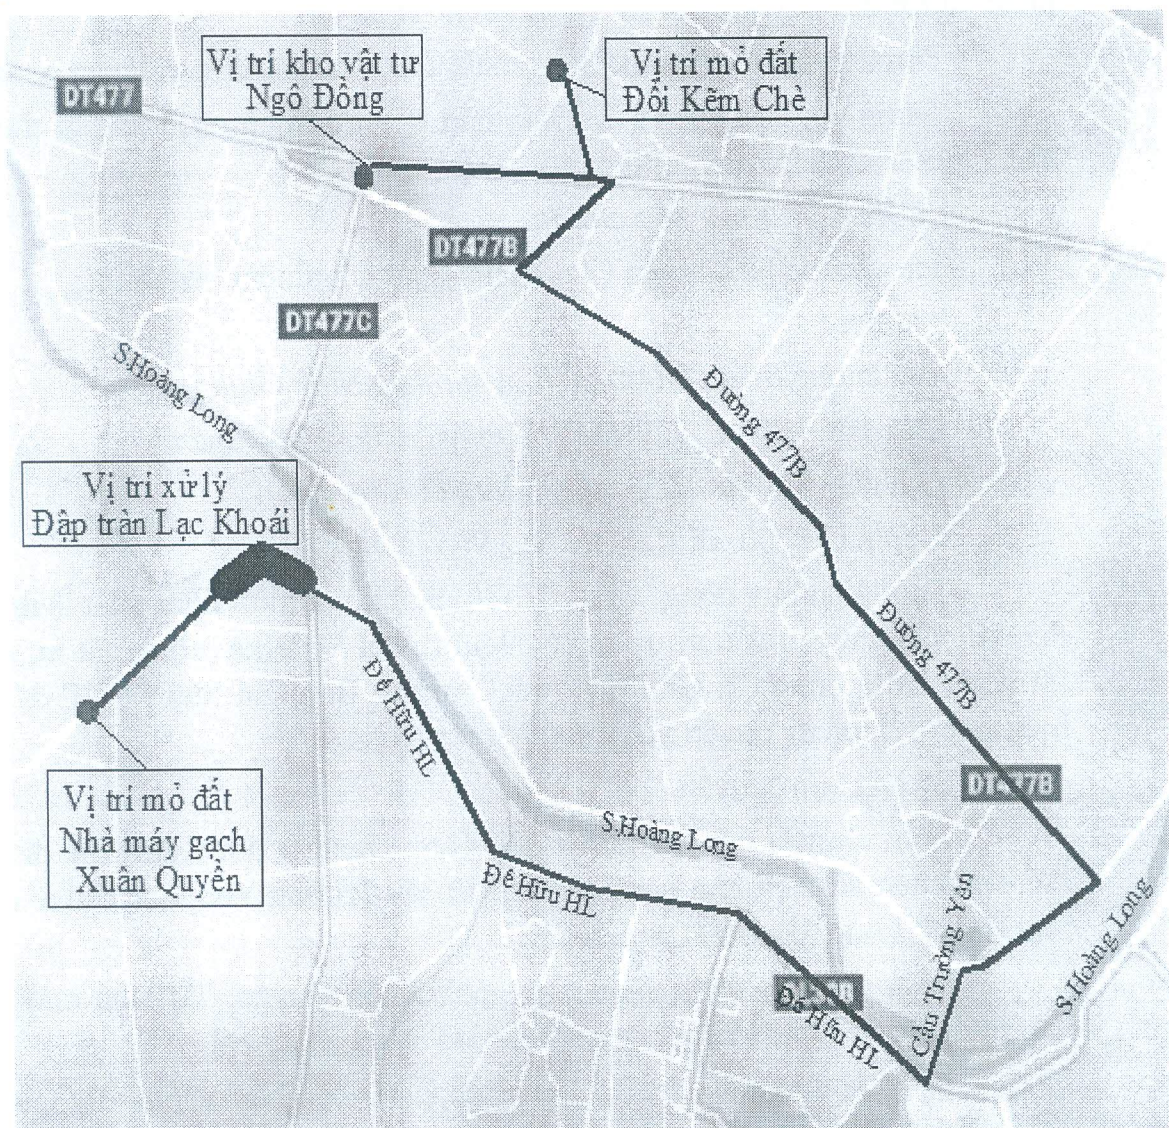 Vị trí kho vật tư
Ngô Đồng
Vị trí mỏ đất
Đồi Kẽm Chè
DT477
DT477B
DT477C
S.Hoàng Long
Đường 477B
Vị trí xử lý
Đập tràn Lạc Khoái
Đường 477B
Đê Hữu HL
Vị trí mỏ đất
Nhà máy gạch
Xuân Quyền
DT477B
S.Hoàng Long
Đê Hữu HL
Cầu Trường Yên
S.Hoàng Long
Đê Hữu HL